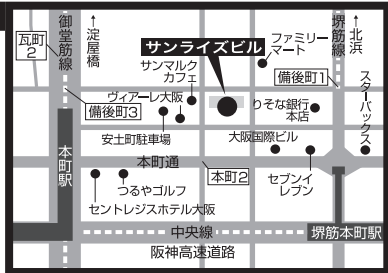 御堂筋線
↑淀屋橋
瓦町
2
サンライズビル
ファミリー
マート
堺筋線
↑北浜
サンマルク
カフェ
備後町1
スターバックス
ヴィアーレ大阪
りそな銀行
本店
備後町3
安土町駐車場
大阪国際ビル
本町駅
本町通
本町2
セブンイ
レブン
つるやゴルフ
セントレジスホテル大阪
中央線
堺筋本町駅
阪神高速道路